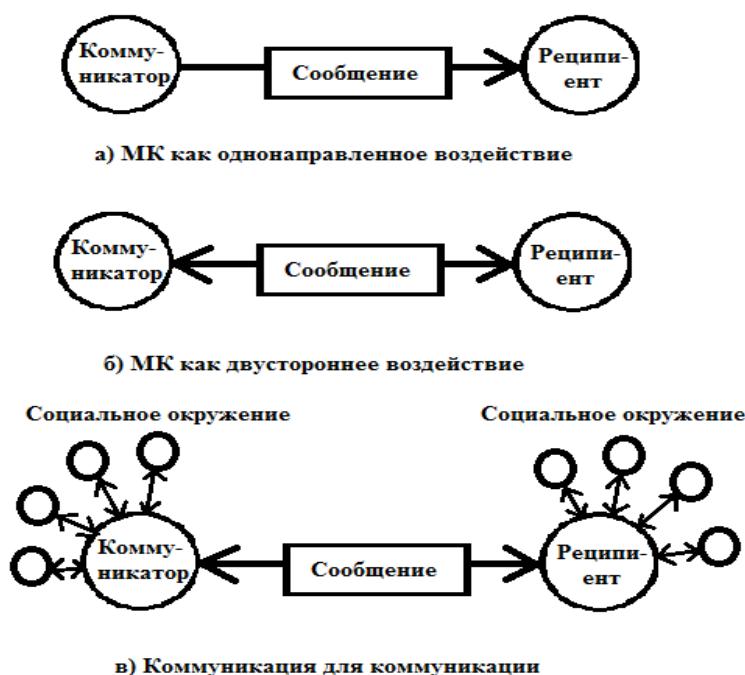 Комму-
никатор
Сообщение
Реципи-
ент
а) МК как однонаправленное воздействие
Комму-
никатор
Сообщение
Реципи-
ент
б) МК как двустороннее воздействие
Социальное окружение
Социальное окружение
Комму-
никатор
Сообщение
Реципи-
ент
в) Коммуникация для коммуникации